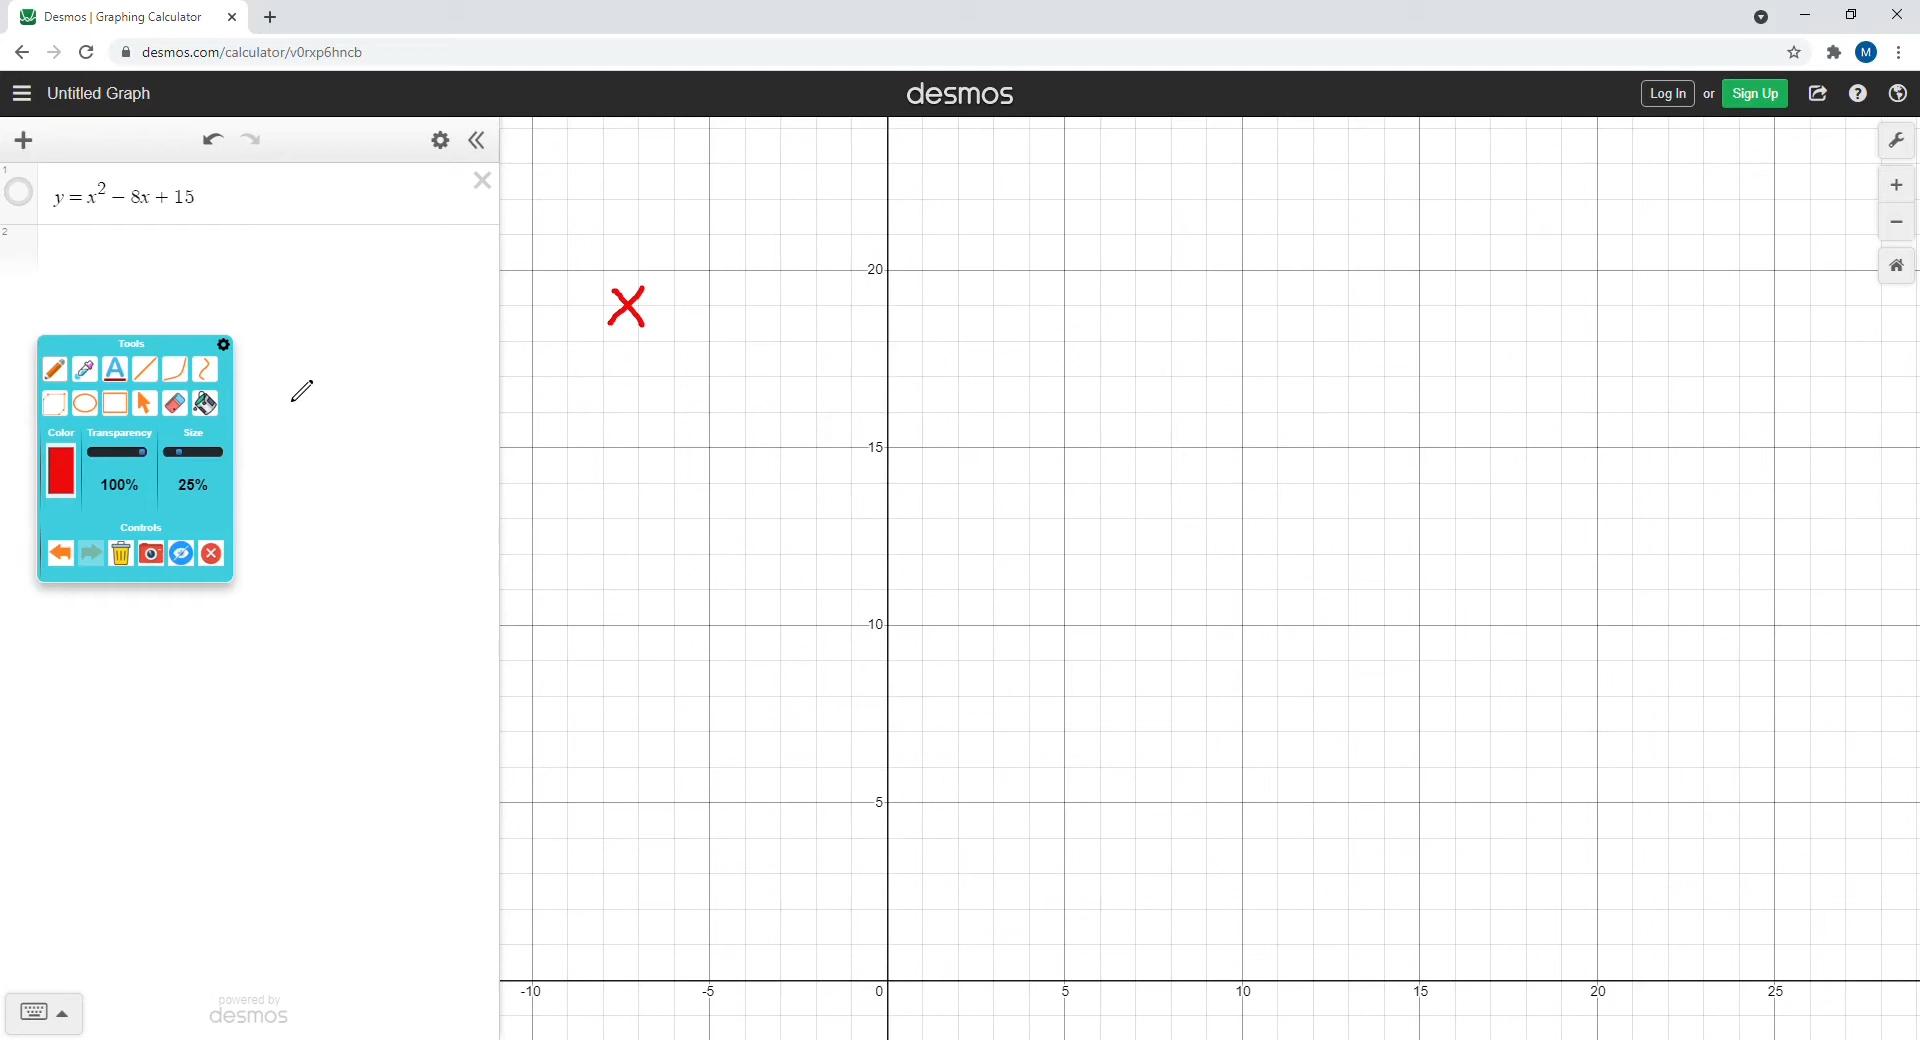 Desmos | Graphing Calculator
desmos.com/calculator/v0rxp6hncb
M
Untitled Graph
desmos
Log In or Sign Up
1
y = x² − 8x + 15
2
X
Tools
A
Color Transparency Size
100% 25%
Controls
20
15
10
5
-10 -5 0 5 10 15 20 25
powered by
desmos